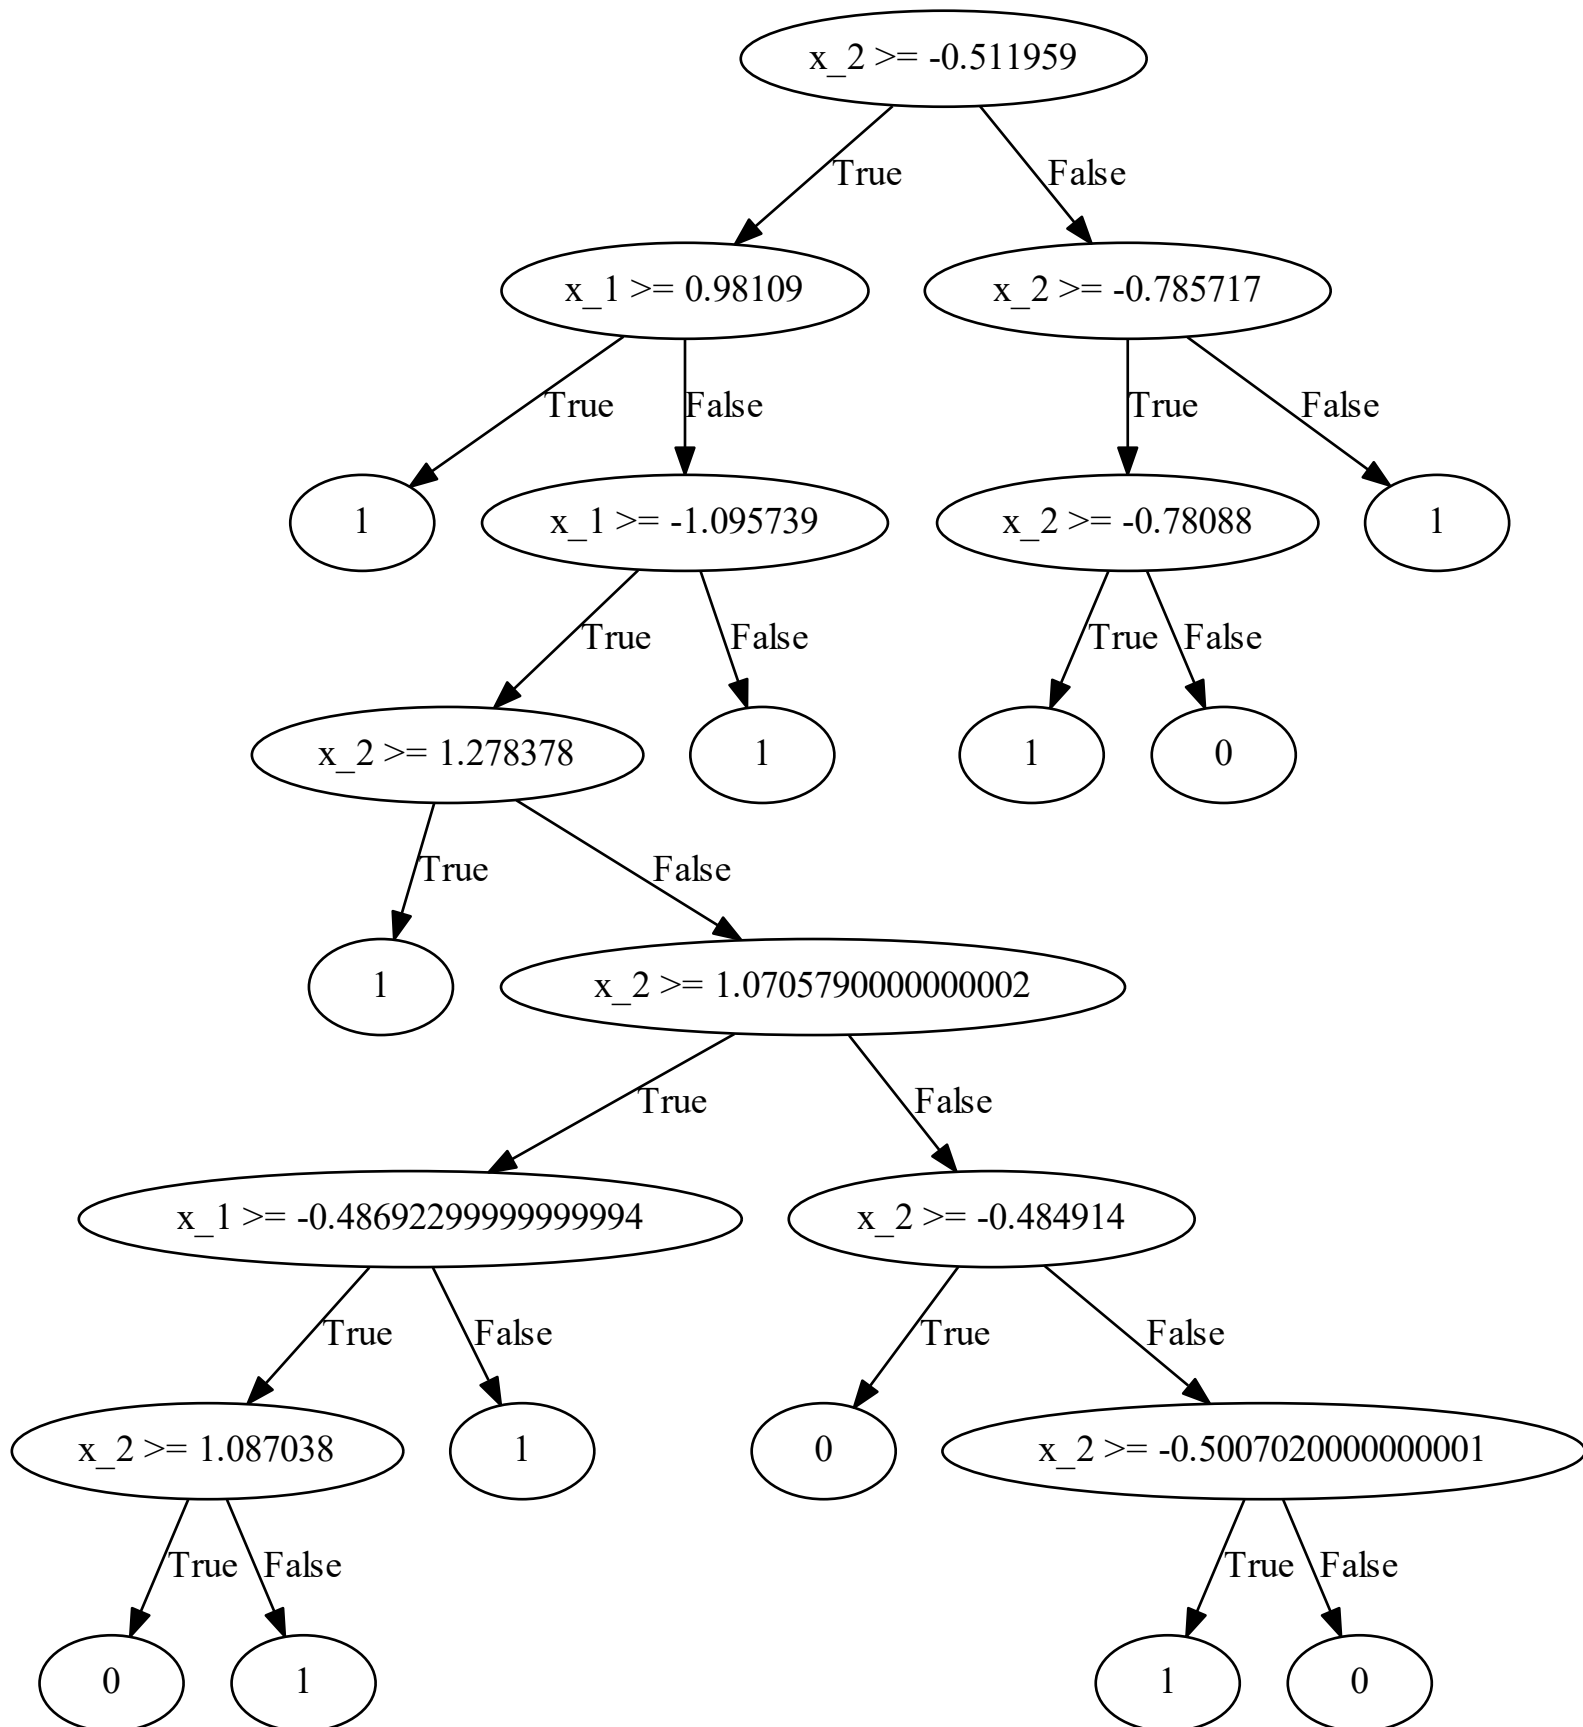 x_2 >= -0.511959
True
False
x_1 >= 0.98109
x_2 >= -0.785717
True
False
True
False
1
x_1 >= -1.095739
x_2 >= -0.78088
1
True
False
True
False
x_2 >= 1.278378
1
1
0
True
False
1
x_2 >= 1.0705790000000002
True
False
x_1 >= -0.48692299999999994
x_2 >= -0.484914
True
False
True
False
x_2 >= 1.087038
1
0
x_2 >= -0.5007020000000001
True
False
True
False
0
1
1
0